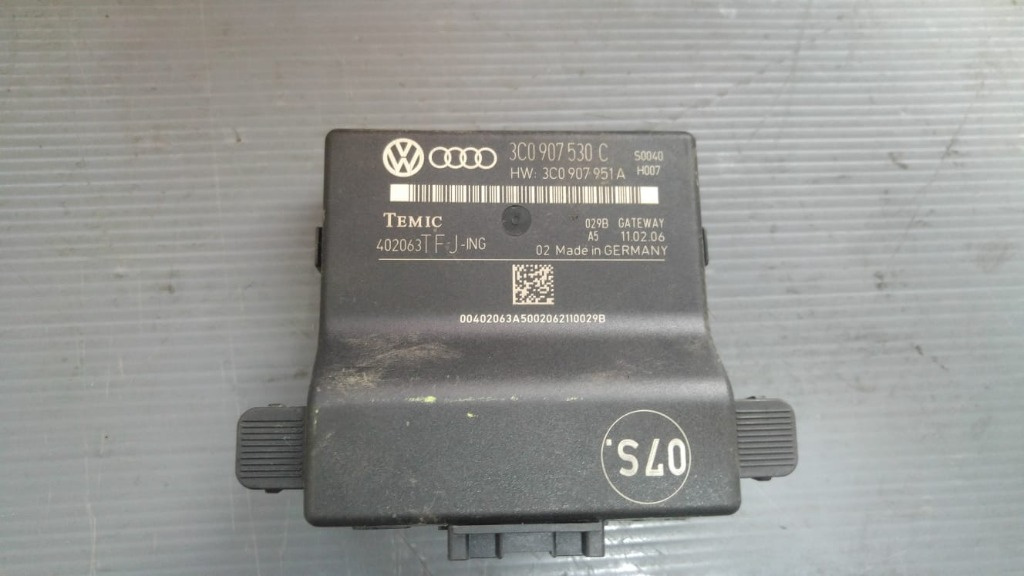 3C0 907 530 C S0040
HW: 3C0 907 951 A H007
TEMIC 029B GATEWAY
402063TFJ-ING A5 11.02.06
02 Made in GERMANY
00402063A5002062110029B
07S.